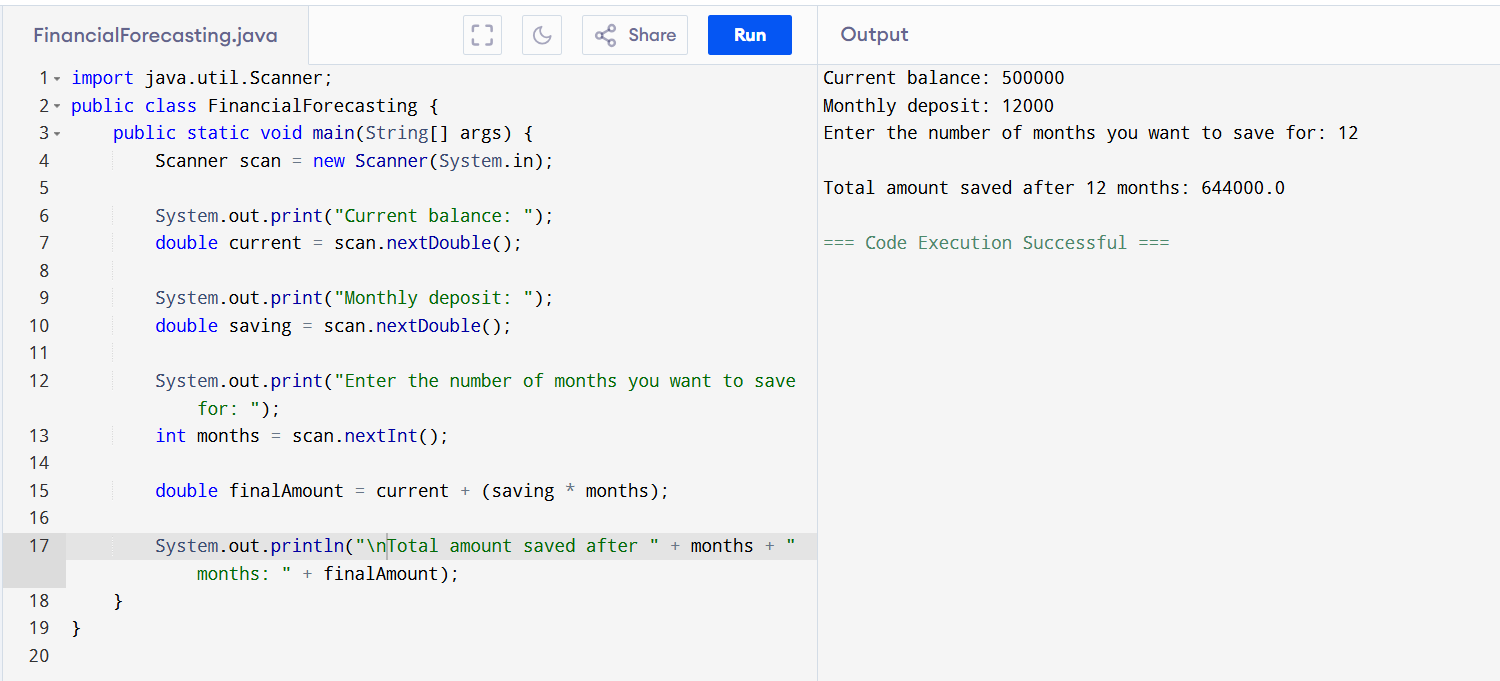 FinancialForecasting.java
Share
Run
Output
1 import java.util.Scanner;
2 public class FinancialForecasting {
3     public static void main(String[] args) {
4         Scanner scan = new Scanner(System.in);
5
6         System.out.print("Current balance: ");
7         double current = scan.nextDouble();
8
9         System.out.print("Monthly deposit: ");
10         double saving = scan.nextDouble();
11
12         System.out.print("Enter the number of months you want to save
            for: ");
13         int months = scan.nextInt();
14
15         double finalAmount = current + (saving * months);
16
17         System.out.println("\nTotal amount saved after " + months + "
            months: " + finalAmount);
18     }
19 }
20
Current balance: 500000
Monthly deposit: 12000
Enter the number of months you want to save for: 12

Total amount saved after 12 months: 644000.0

=== Code Execution Successful ===